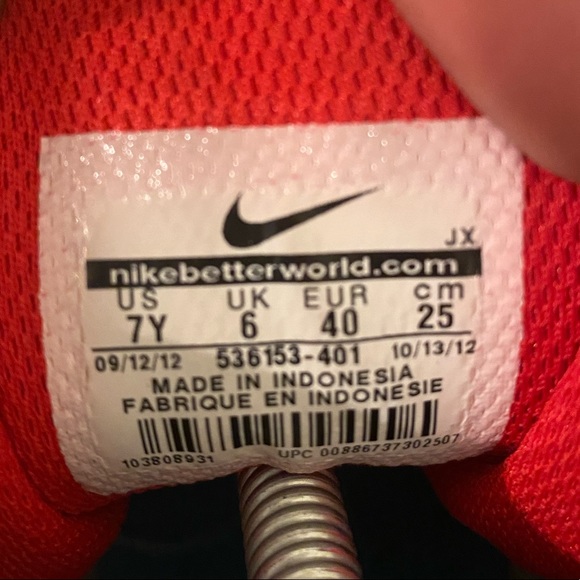 JX
nikebetterworld.com
US UK EUR cm
7Y 6 40 25
09/12/12 536153-401 10/13/12
MADE IN INDONESIA
FABRIQUE EN INDONESIE
103808931 UPC 00886737302507